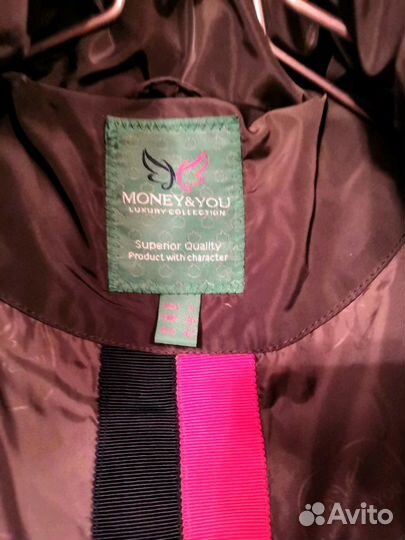 MONEY&YOU
LUXURY COLLECTION
Superior Quality
Product with character
Avito